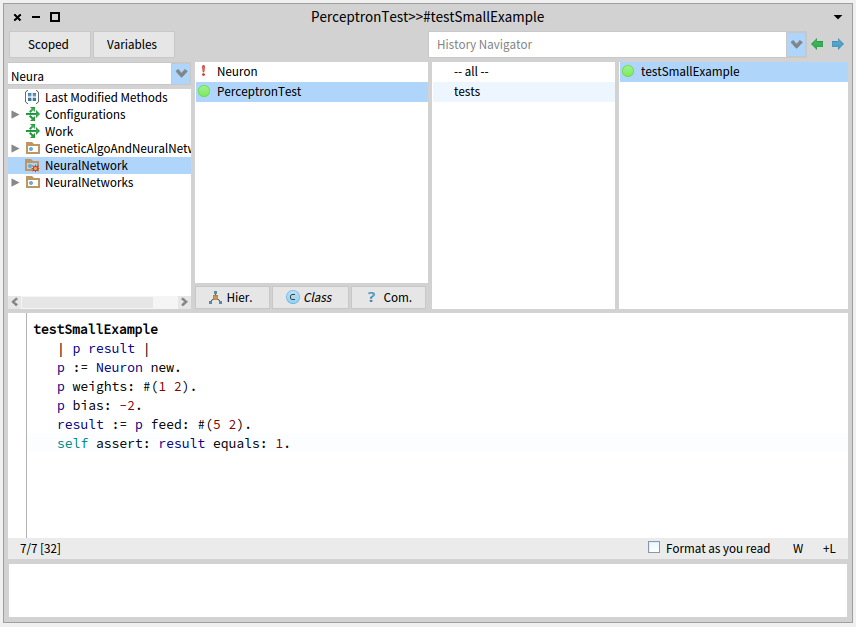 PerceptronTest>>#testSmallExample
Scoped
Variables
History Navigator
Neura
Last Modified Methods
Configurations
Work
GeneticAlgoAndNeuralNetw
NeuralNetwork
NeuralNetworks
Neuron
PerceptronTest
-- all --
tests
testSmallExample
Hier.
C Class
? Com.
testSmallExample
| p result |
p := Neuron new.
p weights: #(1 2).
p bias: -2.
result := p feed: #(5 2).
self assert: result equals: 1.
7/7 [32]
Format as you read
W
+L